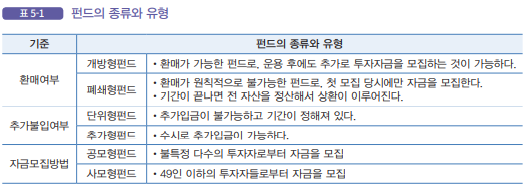 표 5-1 펀드의 종류와 유형
기준 펀드의 종류와 유형
환매여부
개방형펀드 • 환매가 가능한 펀드로, 운용 후에도 추가로 투자자금을 모집하는 것이 가능하다.
폐쇄형펀드 • 환매가 원칙적으로 불가능한 펀드로, 첫 모집 당시에만 자금을 모집한다.
• 기간이 끝나면 전 자산을 정산해서 상환이 이루어진다.
추가불입여부
단위형펀드 • 추가입금이 불가능하고 기간이 정해져 있다.
추가형펀드 • 수시로 추가입금이 가능하다.
자금모집방법
공모형펀드 • 불특정 다수의 투자자로부터 자금을 모집
사모형펀드 • 49인 이하의 투자자들로부터 자금을 모집